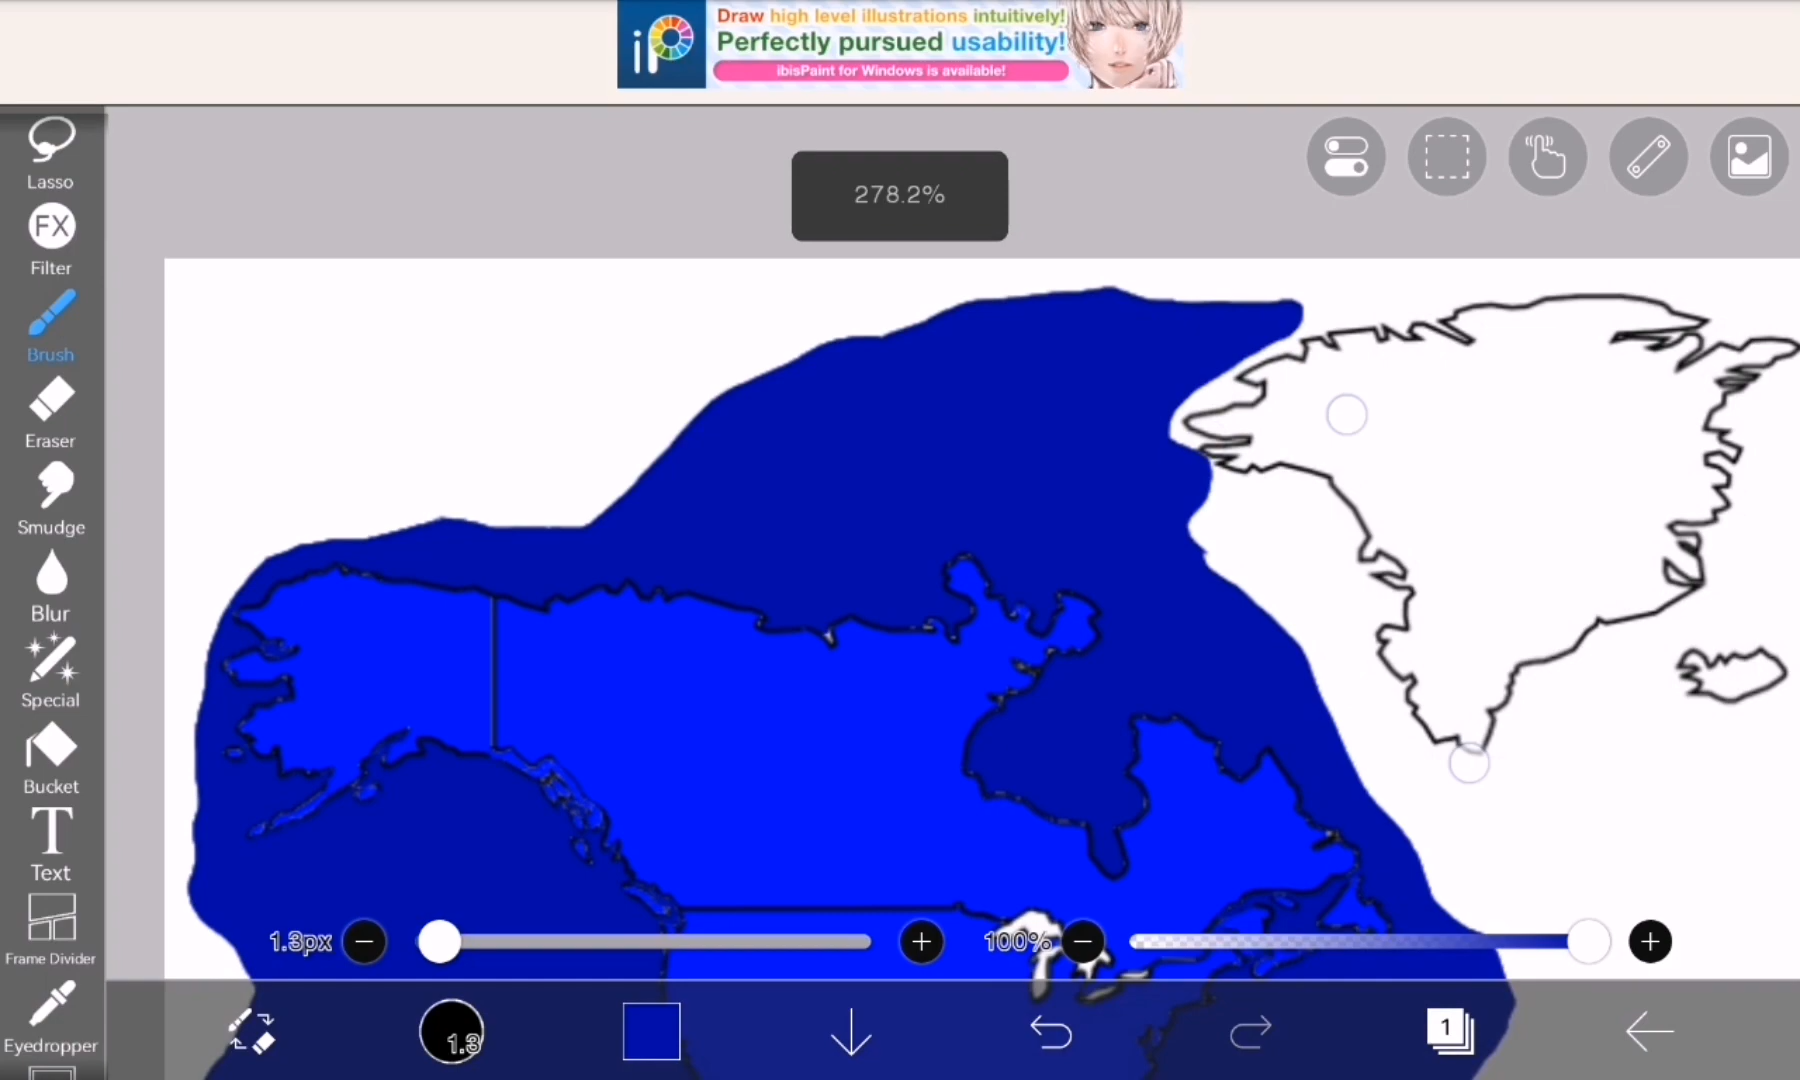 iP
Draw high level illustrations intuitively!
Perfectly pursued usability!
ibisPaint for Windows is available!
278.2%
Lasso
FX
Filter
Brush
Eraser
Smudge
Blur
Special
Bucket
T
Text
Frame Divider
Eyedropper
1.3px
100%
1.3
1